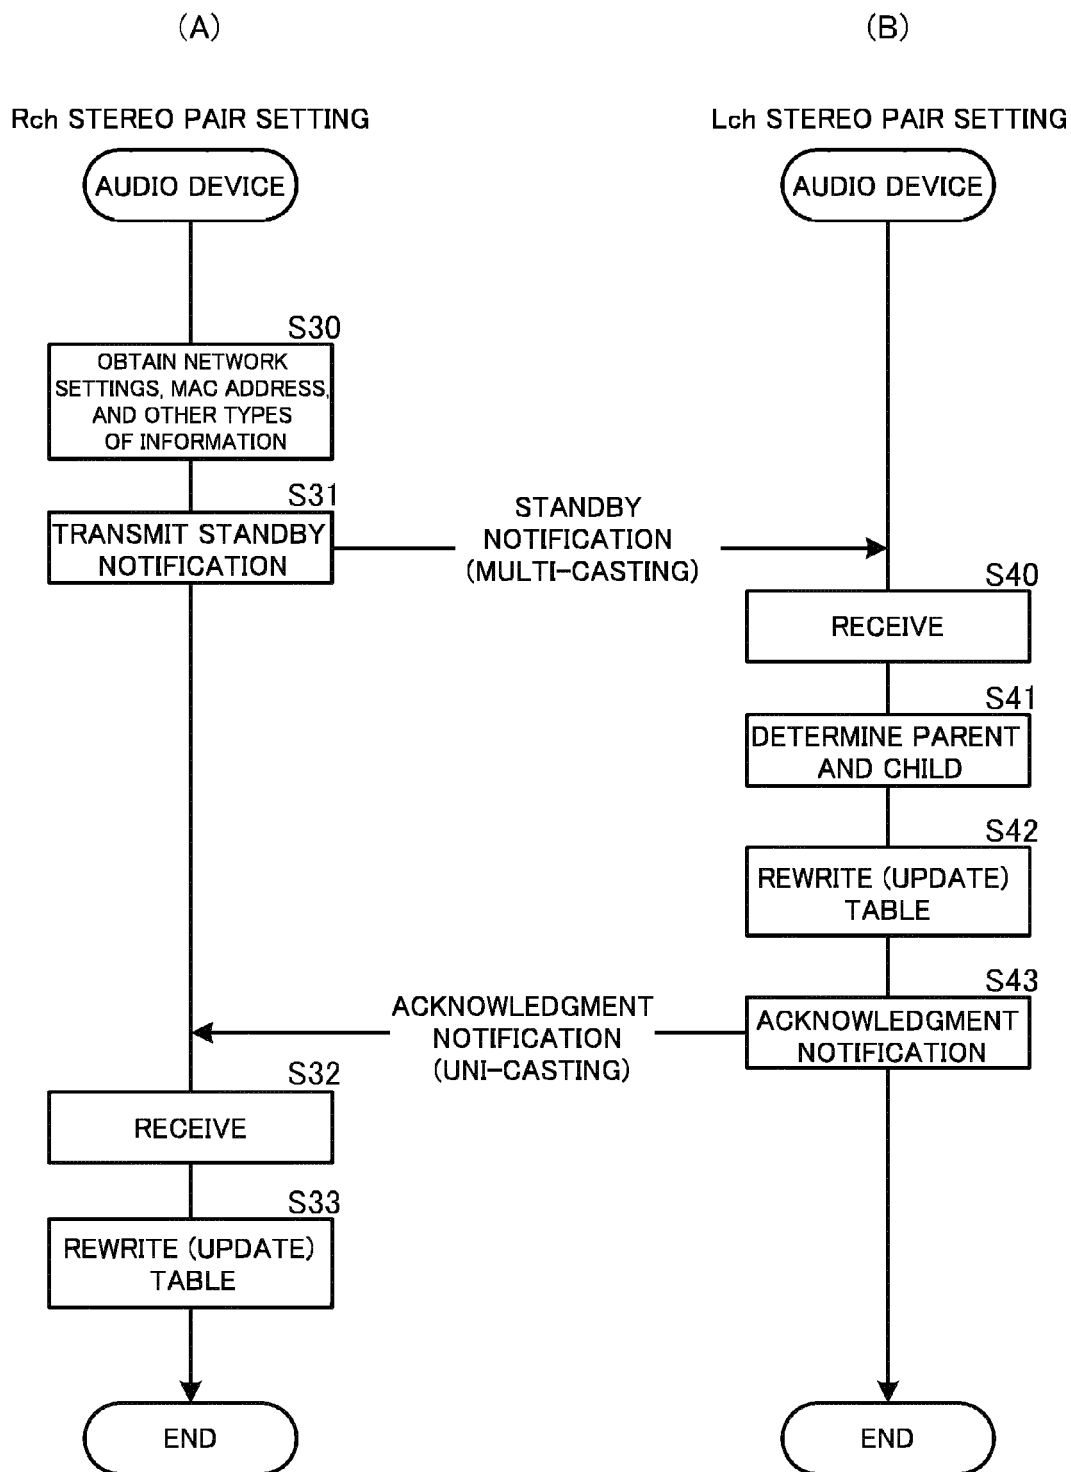 (A)
(B)
Rch STEREO PAIR SETTING
Lch STEREO PAIR SETTING
AUDIO DEVICE
AUDIO DEVICE
S30
OBTAIN NETWORK
SETTINGS, MAC ADDRESS,
AND OTHER TYPES
OF INFORMATION
S31
TRANSMIT STANDBY
NOTIFICATION
STANDBY
NOTIFICATION
(MULTI-CASTING)
S40
RECEIVE
S41
DETERMINE PARENT
AND CHILD
S42
REWRITE (UPDATE)
TABLE
S43
ACKNOWLEDGMENT
NOTIFICATION
ACKNOWLEDGMENT
NOTIFICATION
(UNI-CASTING)
S32
RECEIVE
S33
REWRITE (UPDATE)
TABLE
END
END